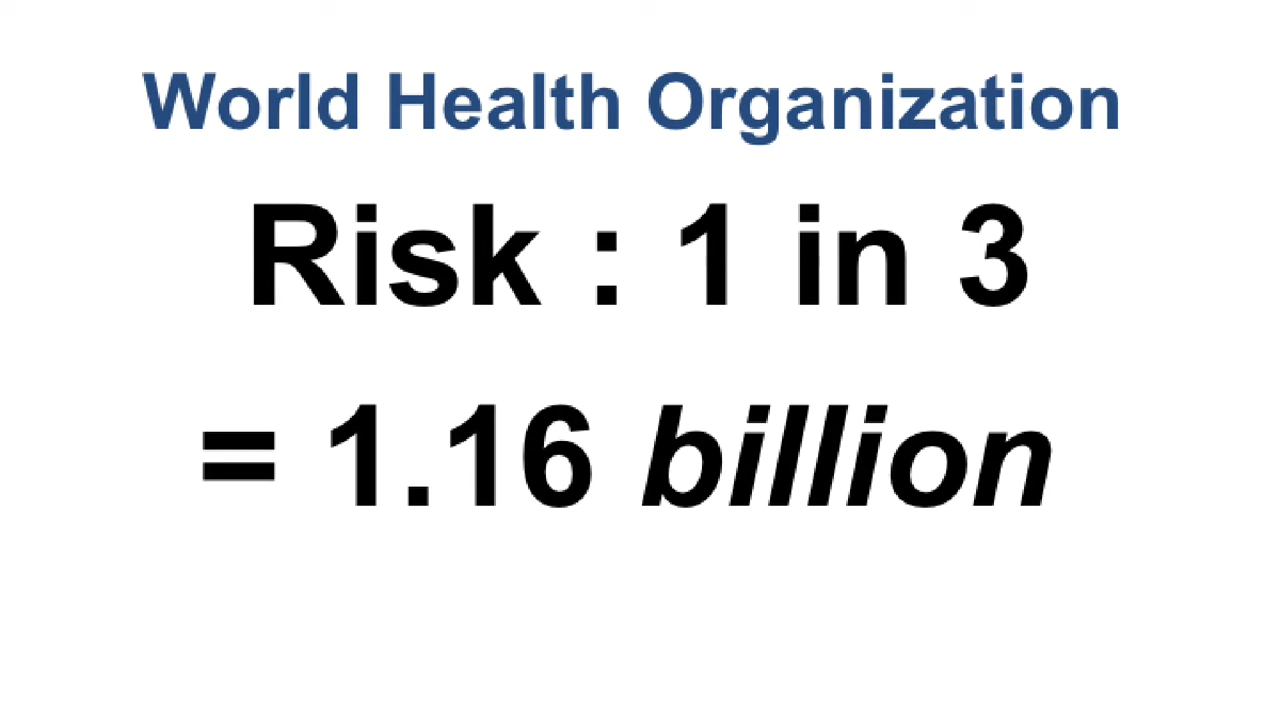 World Health Organization
Risk : 1 in 3
= 1.16 billion